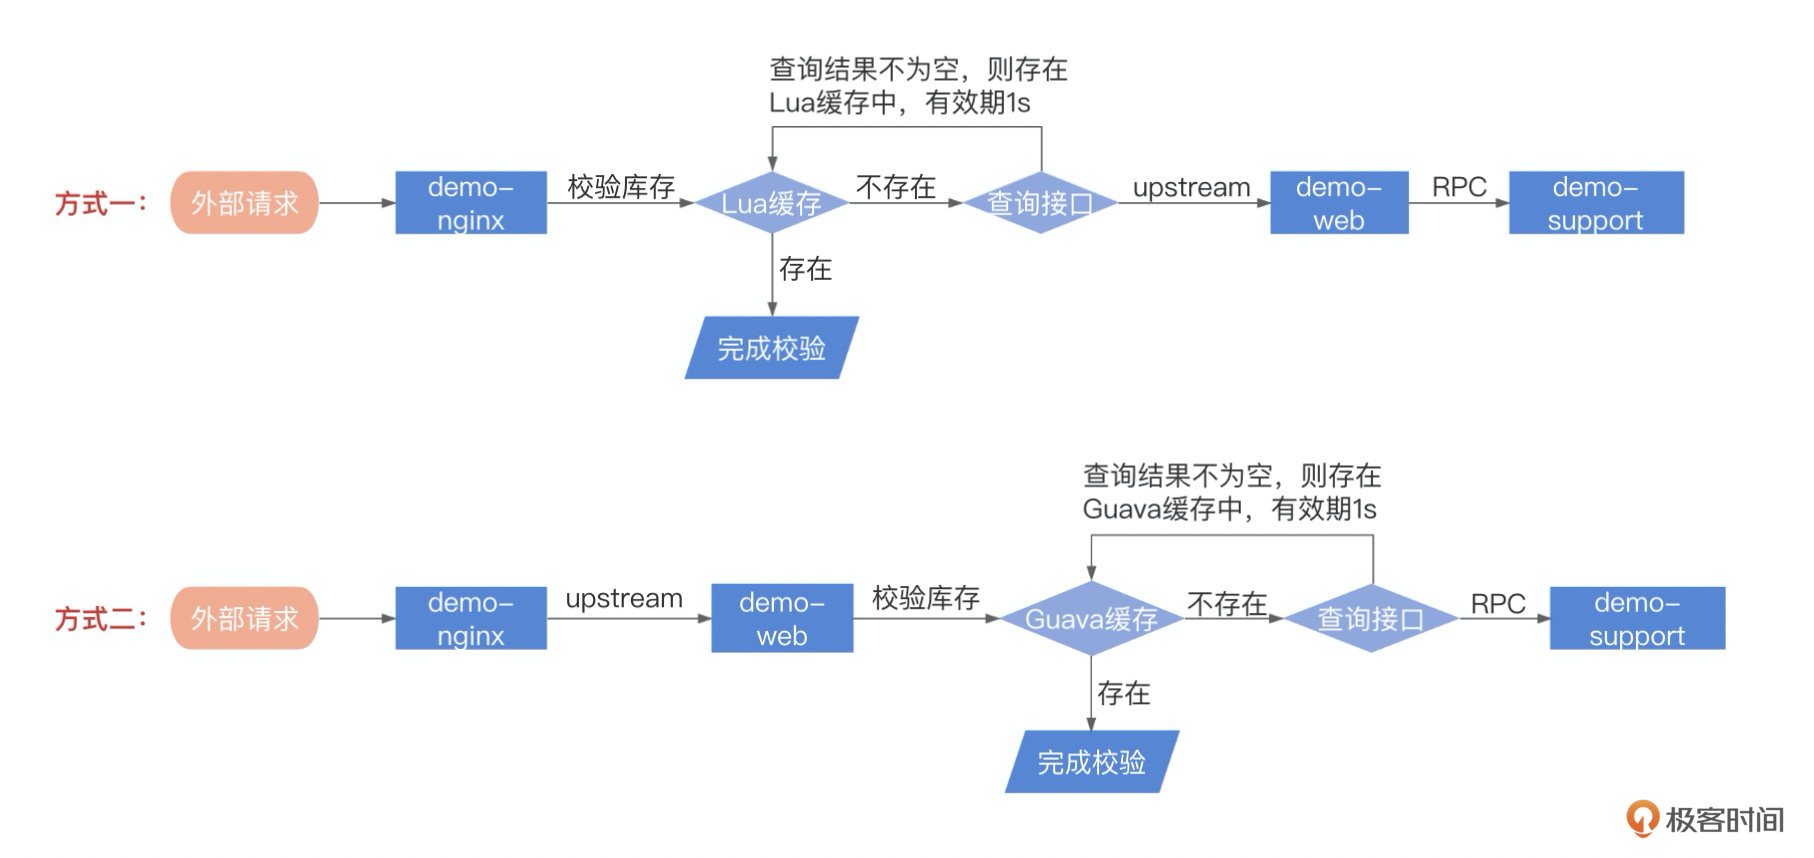 查询结果不为空，则存在
Lua缓存中，有效期1s
方式一：
外部请求
demo-
nginx
校验库存
Lua缓存
不存在
查询接口
upstream
demo-
web
RPC
demo-
support
存在
完成校验
查询结果不为空，则存在
Guava缓存中，有效期1s
方式二：
外部请求
demo-
nginx
upstream
demo-
web
校验库存
Guava缓存
不存在
查询接口
RPC
demo-
support
存在
完成校验
极客时间